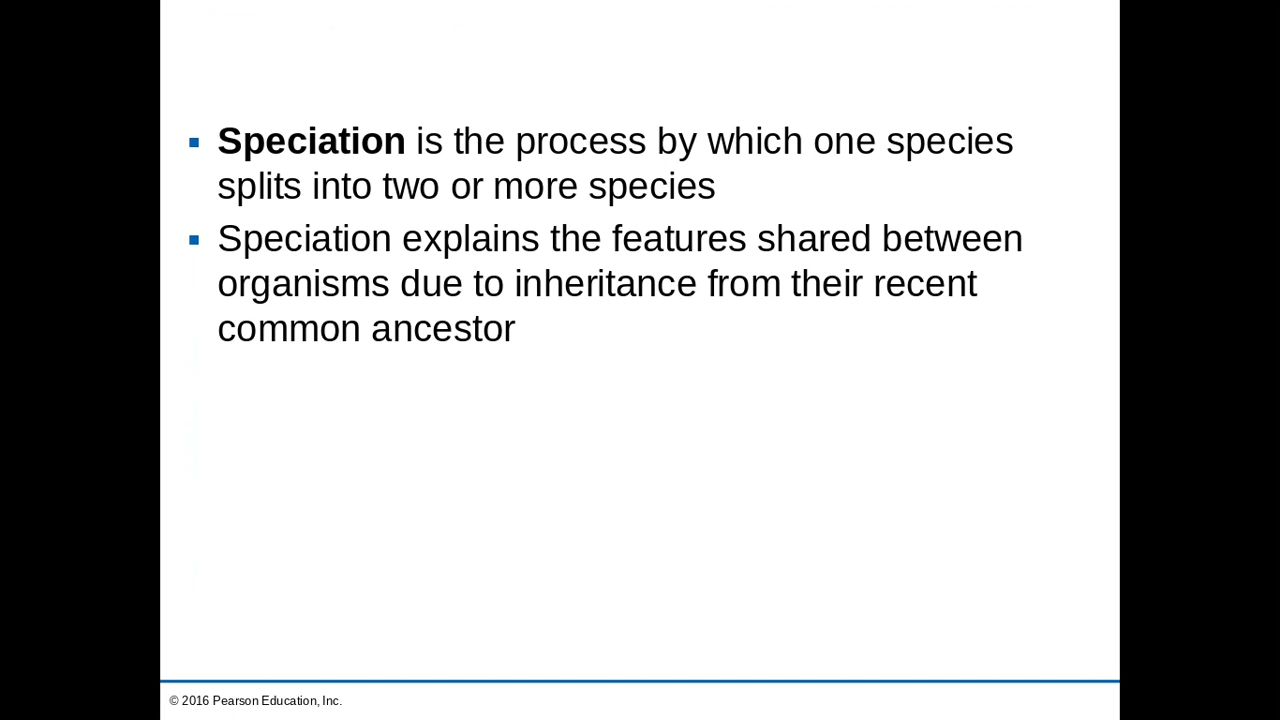 ▪ Speciation is the process by which one species
splits into two or more species
▪ Speciation explains the features shared between
organisms due to inheritance from their recent
common ancestor
© 2016 Pearson Education, Inc.